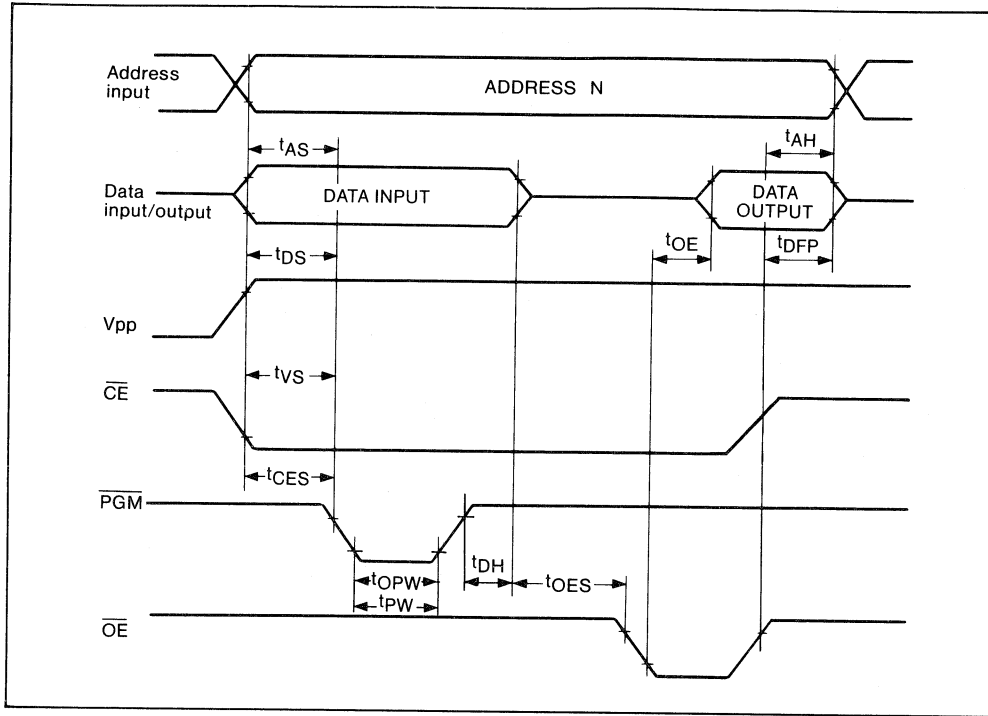 Address
input
ADDRESS N
tAS
tAH
Data
input/output
DATA INPUT
DATA
OUTPUT
tDS
tOE
tDFP
Vpp
tVS
CE
tCES
PGM
tDH
tOES
tOPW
tPW
OE